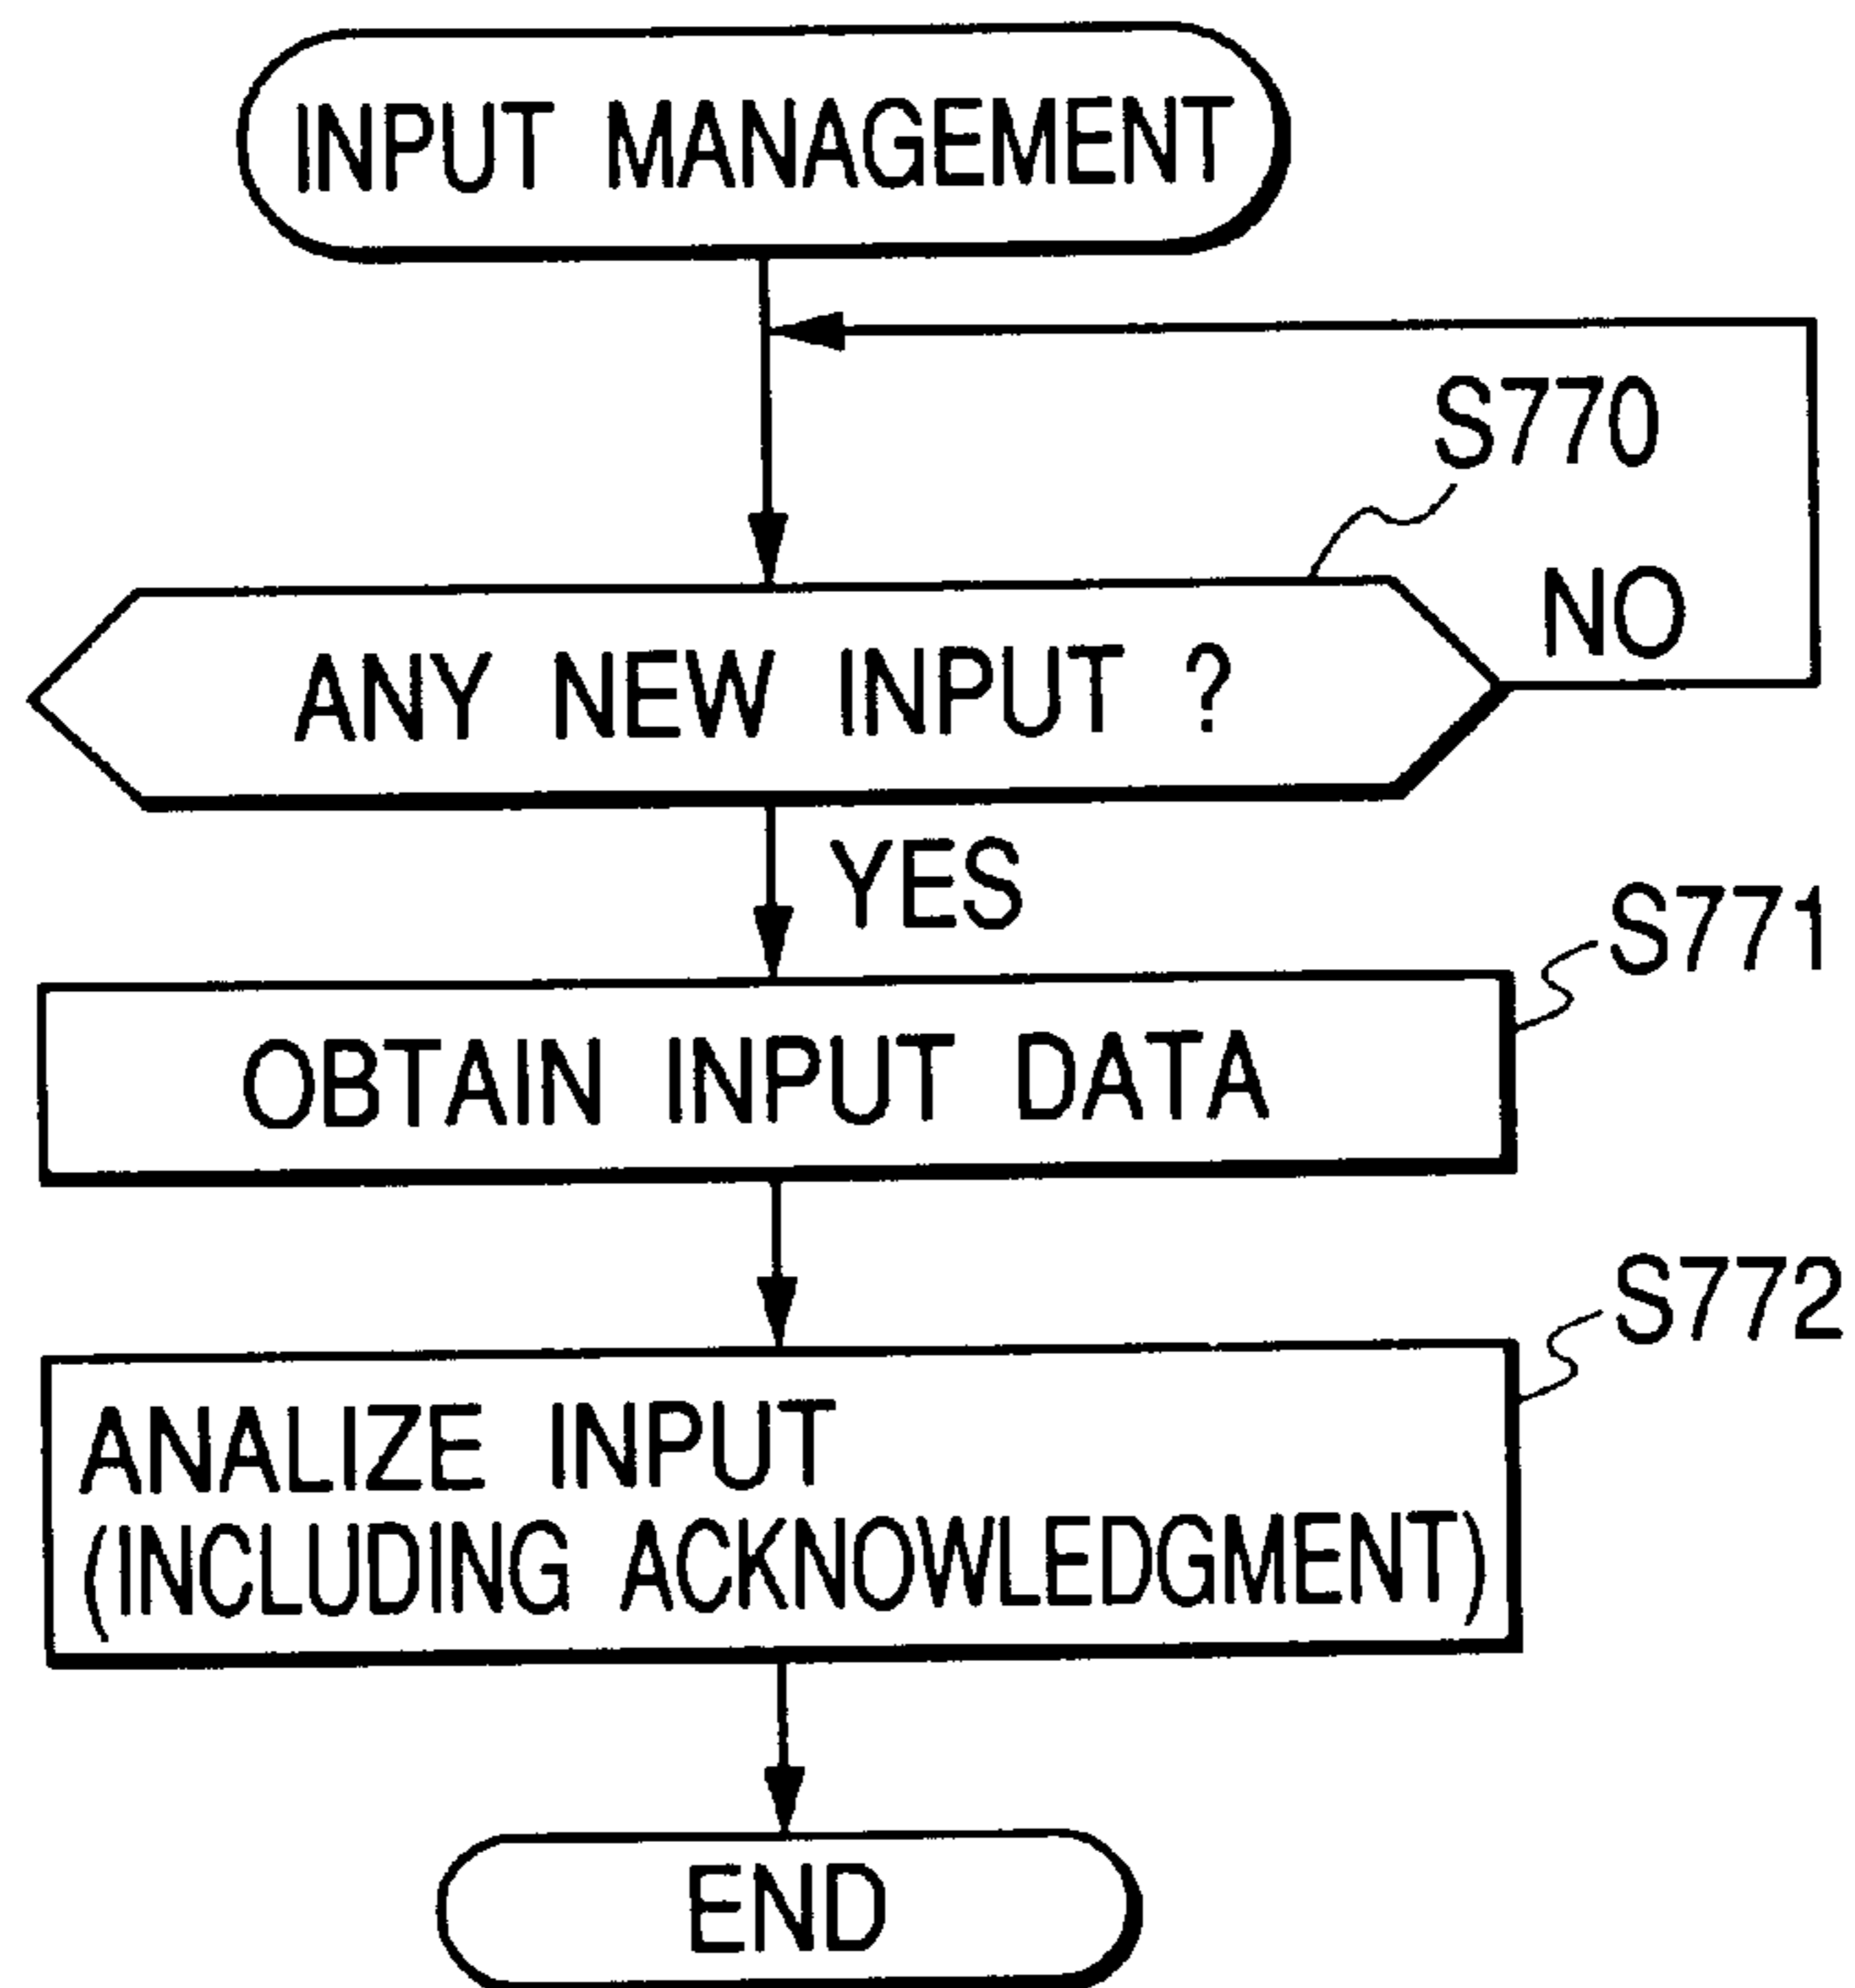 INPUT MANAGEMENT
S770
NO
ANY NEW INPUT ?
YES
S771
OBTAIN INPUT DATA
S772
ANALIZE INPUT
(INCLUDING ACKNOWLEDGMENT)
END